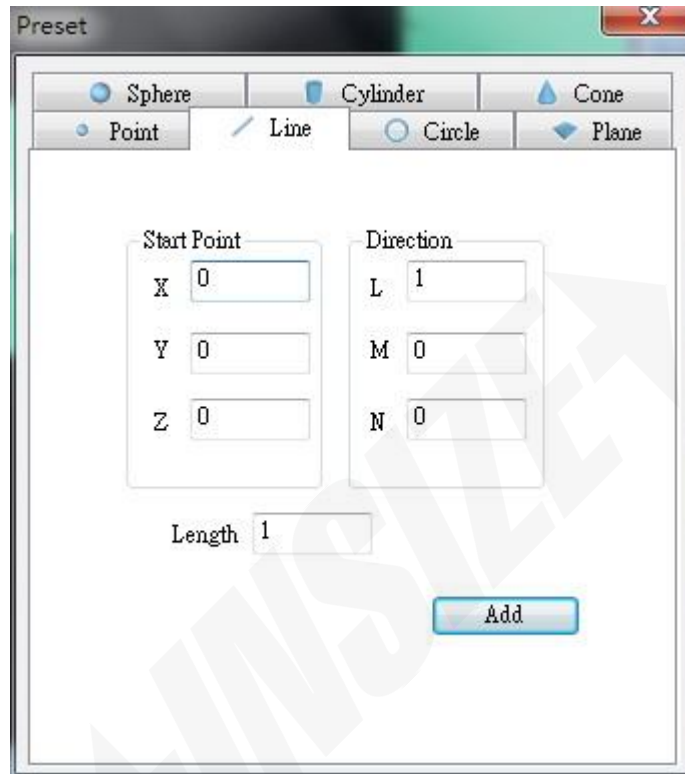 Preset
Sphere Cylinder Cone
Point Line Circle Plane
Start Point Direction
X 0 L 1
Y 0 M 0
Z 0 N 0
Length 1
Add
INSIZE